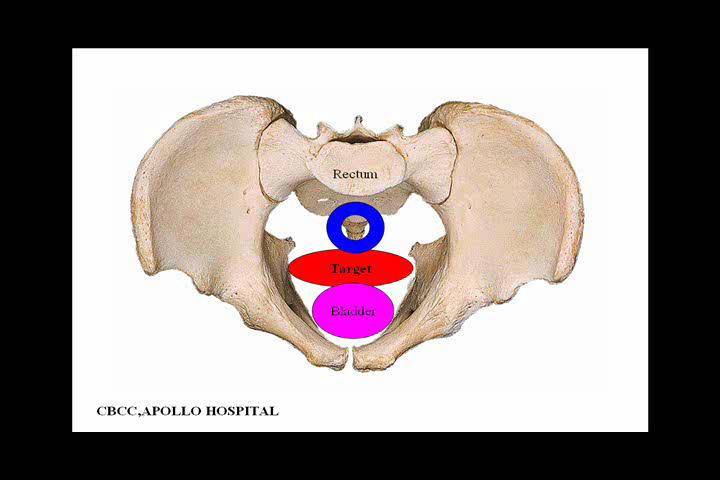 Rectum
Target
Bladder
CBCC,APOLLO HOSPITAL